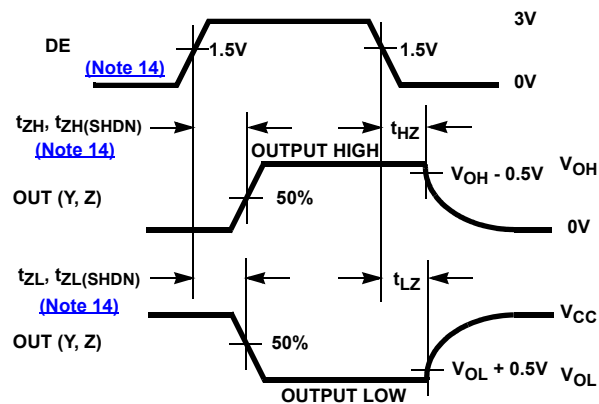 3V
DE
1.5V
1.5V
(Note 14)
0V
tZH, tZH(SHDN)
tHZ
(Note 14)
OUTPUT HIGH
VOH - 0.5V
VOH
OUT (Y, Z)
50%
0V
tZL, tZL(SHDN)
tLZ
(Note 14)
VCC
OUT (Y, Z)
50%
VOL + 0.5V
VOL
OUTPUT LOW